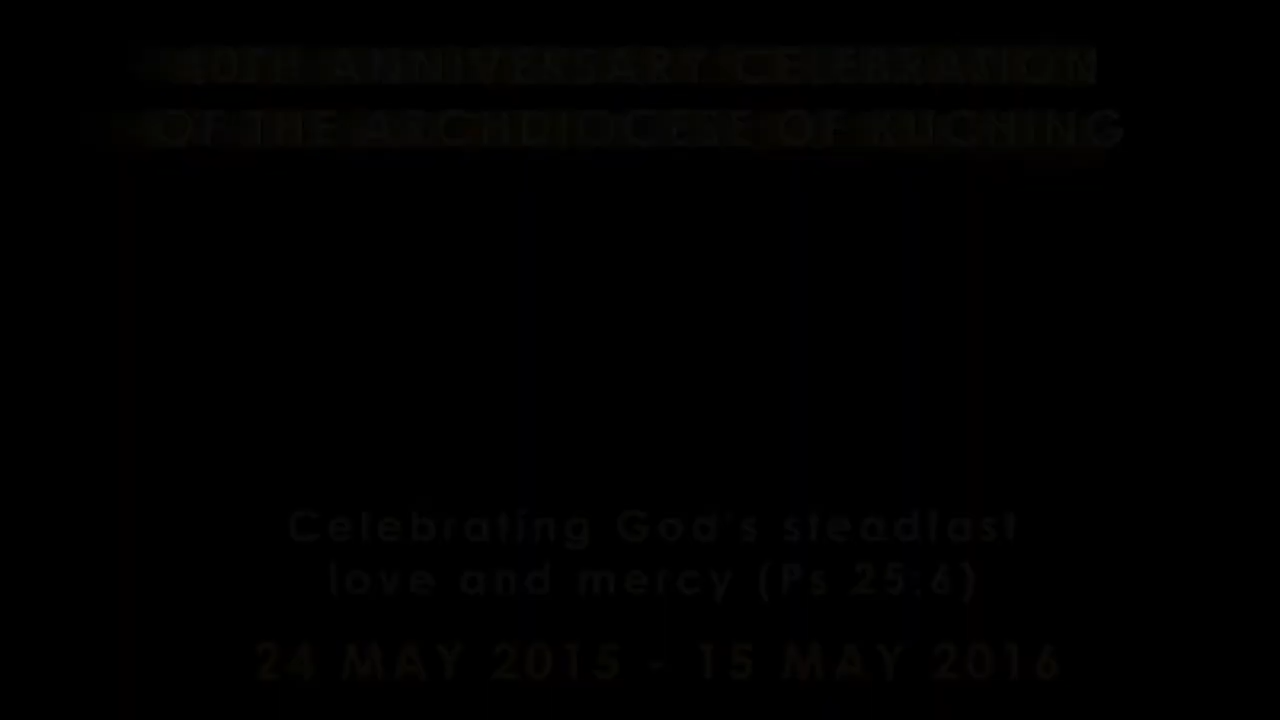 40TH ANNIVERSARY CELEBRATION
OF THE ARCHDIOCESE OF KUCHING
Celebrating God's steadfast
love and mercy (Ps 25:6)
24 MAY 2015 - 15 MAY 2016